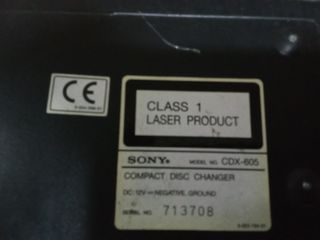 CE
CLASS 1
LASER PRODUCT
SONY® MODEL NO. CDX-605
COMPACT DISC CHANGER
DC 12V NEGATIVE GROUND
SERIAL NO. 713708